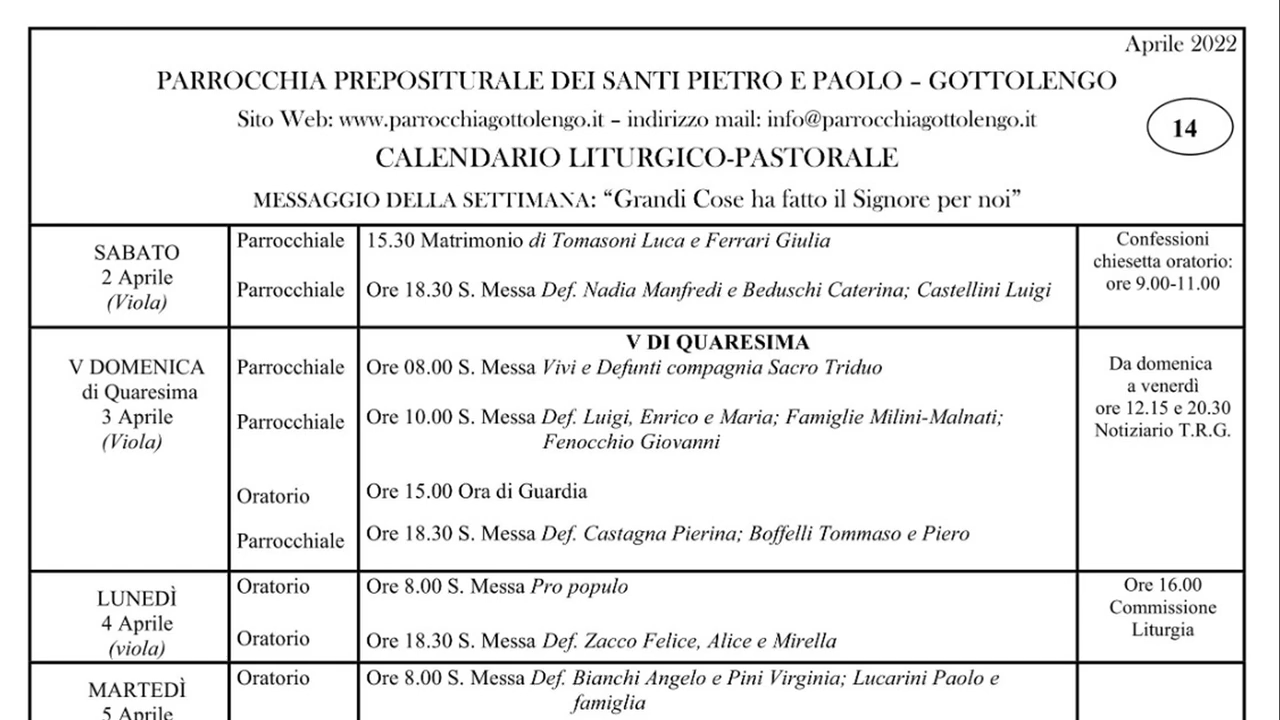 Aprile 2022
PARROCCHIA PREPOSITURALE DEI SANTI PIETRO E PAOLO – GOTTOLENGO
Sito Web: www.parrocchiagottolengo.it – indirizzo mail: info@parrocchiagottolengo.it
14
CALENDARIO LITURGICO-PASTORALE
MESSAGGIO DELLA SETTIMANA: “Grandi Cose ha fatto il Signore per noi”
SABATO
2 Aprile
(Viola)
Parrocchiale
15.30 Matrimonio di Tomasoni Luca e Ferrari Giulia
Parrocchiale
Ore 18.30 S. Messa Def. Nadia Manfredi e Beduschi Caterina; Castellini Luigi
Confessioni
chiesetta oratorio:
ore 9.00-11.00
V DOMENICA
di Quaresima
3 Aprile
(Viola)
V DI QUARESIMA
Parrocchiale
Ore 08.00 S. Messa Vivi e Defunti compagnia Sacro Triduo
Parrocchiale
Ore 10.00 S. Messa Def. Luigi, Enrico e Maria; Famiglie Milini-Malnati;
Fenocchio Giovanni
Oratorio
Ore 15.00 Ora di Guardia
Parrocchiale
Ore 18.30 S. Messa Def. Castagna Pierina; Boffelli Tommaso e Piero
Da domenica
a venerdì
ore 12.15 e 20.30
Notiziario T.R.G.
LUNEDÌ
4 Aprile
(viola)
Oratorio
Ore 8.00 S. Messa Pro populo
Oratorio
Ore 18.30 S. Messa Def. Zacco Felice, Alice e Mirella
Ore 16.00
Commissione
Liturgia
MARTEDÌ
5 Aprile
Oratorio
Ore 8.00 S. Messa Def. Bianchi Angelo e Pini Virginia; Lucarini Paolo e
famiglia